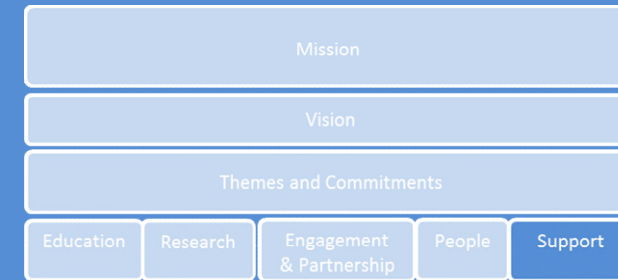 Mission
Vision
Themes and Commitments
Education
Research
Engagement
& Partnership
People
Support